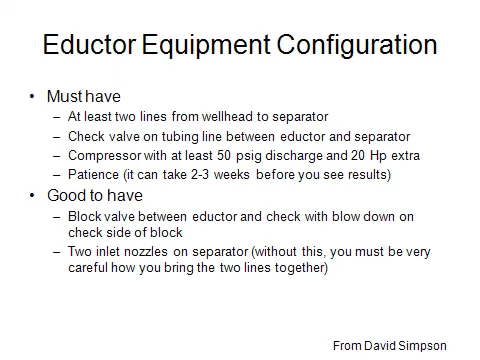 Eductor Equipment Configuration
• Must have
– At least two lines from wellhead to separator
– Check valve on tubing line between eductor and separator
– Compressor with at least 50 psig discharge and 20 Hp extra
– Patience (it can take 2-3 weeks before you see results)
• Good to have
– Block valve between eductor and check with blow down on
check side of block
– Two inlet nozzles on separator (without this, you must be very
careful how you bring the two lines together)
From David Simpson